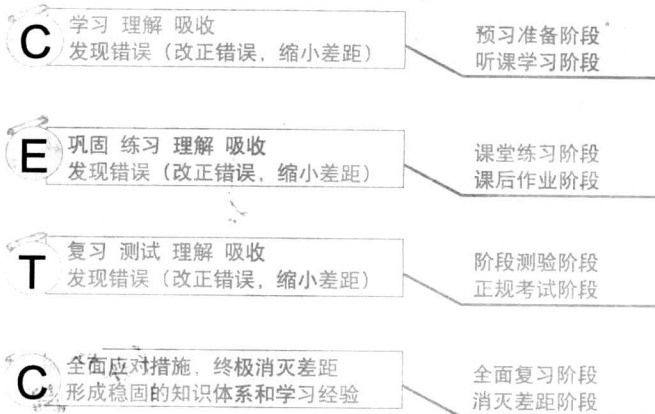 C
学习 理解 吸收
发现错误（改正错误，缩小差距）
预习准备阶段
听课学习阶段
E
巩固 练习 理解 吸收
发现错误（改正错误，缩小差距）
课堂练习阶段
课后作业阶段
T
复习 测试 理解 吸收
发现错误（改正错误，缩小差距）
阶段测验阶段
正规考试阶段
C
全面应对措施，终极消灭差距
形成稳固的知识体系和学习经验
全面复习阶段
消灭差距阶段